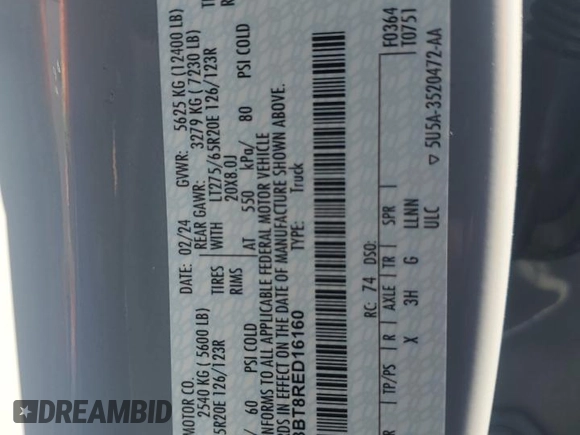 MOTOR CO.
DATE: 02/24 GVWR: 5625 KG (12400 LB)
2540 KG ( 5600 LB) REAR GAWR: 3279 KG ( 7230 LB)
5R20E 126/123R TIRES WITH LT275/65R20E 126/123R
RIMS 20X8.0J
/ 60 PSI COLD AT 550 kPa/ 80 PSI COLD
NFORMS TO ALL APPLICABLE FEDERAL MOTOR VEHICLE
RDS IN EFFECT ON THE DATE OF MANUFACTURE SHOWN ABOVE.
BT8RED16160 TYPE: Truck
F0364
RC: 74 DSO: T0751
TP/PS R AXLE TR SPR
X 3H G LLNN
ULC ▽ 5U5A-3520472-AA
DREAMBID